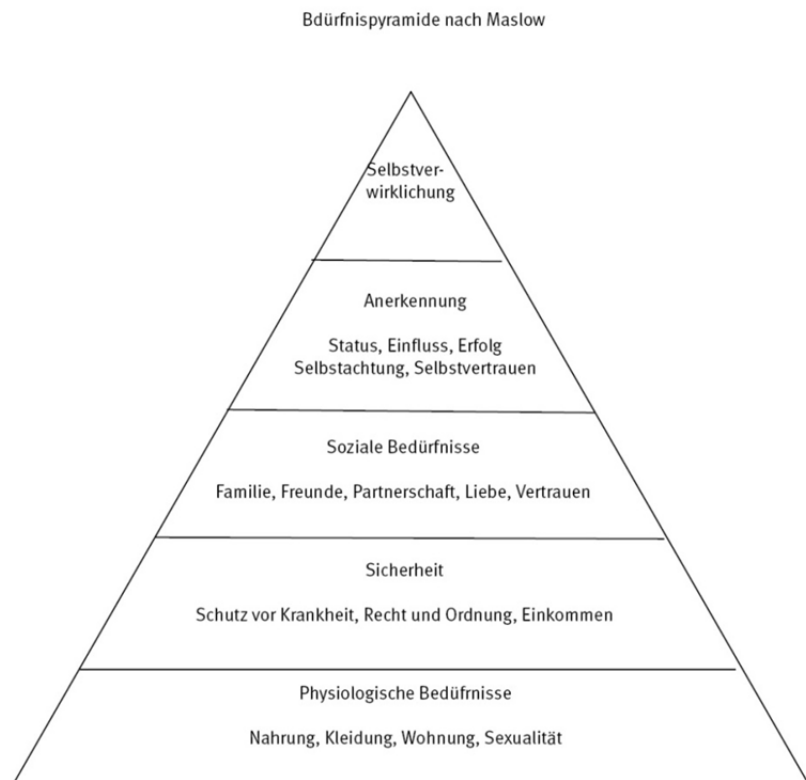 Bdürfnispyramide nach Maslow
Selbstver-
wirklichung
Anerkennung
Status, Einfluss, Erfolg
Selbstachtung, Selbstvertrauen
Soziale Bedürfnisse
Familie, Freunde, Partnerschaft, Liebe, Vertrauen
Sicherheit
Schutz vor Krankheit, Recht und Ordnung, Einkommen
Physiologische Bedüfrnisse
Nahrung, Kleidung, Wohnung, Sexualität